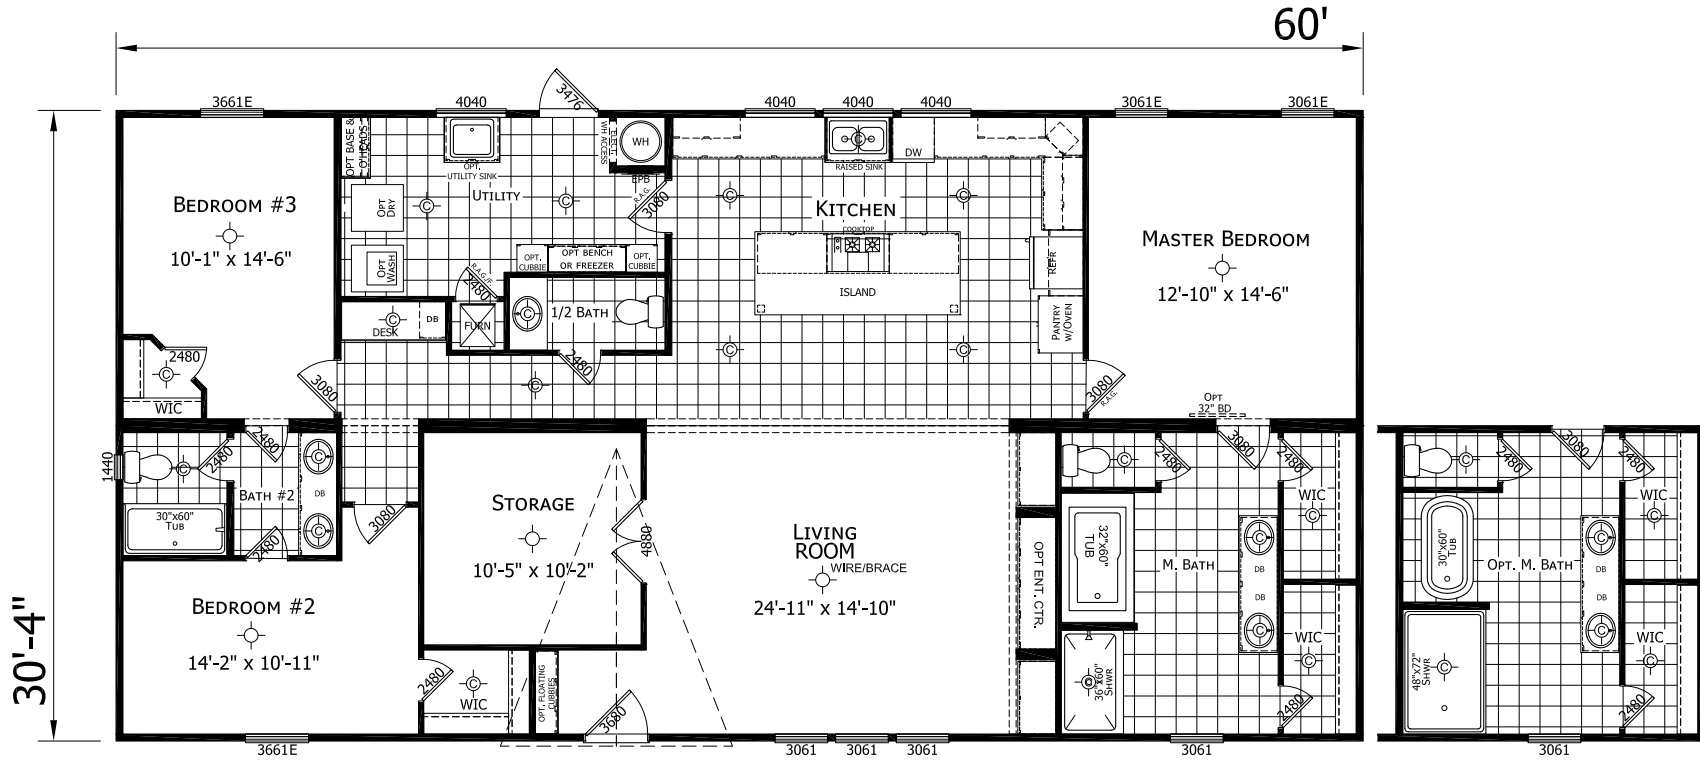 60'
30'-4"
3661E
4040
3476
4040
4040
4040
3061E
3061E
OPT BASE &
O'HEADS
OPT.
UTILITY SINK
UTILITY
WH ACCESS
WH
EPB
R.A.G.
3080
OPT
DRY
OPT
WASH
OPT.
CUBBIE
OPT BENCH
OR FREEZER
OPT.
CUBBIE
R.A.G./F.
2480
FURN
DESK
DB
C
1/2 BATH
2480
BEDROOM #3
10'-1" x 14'-6"
2480
WIC
3080
RAISED SINK
DW
KITCHEN
COOKTOP
ISLAND
REFR
PANTRY
w/OVEN
MASTER BEDROOM
12'-10" x 14'-6"
3080
R.A.G.
OPT
32" BD
1440
2480
2480
BATH #2
DB
30"x60"
TUB
2480
3080
BEDROOM #2
14'-2" x 10'-11"
2480
WIC
OPT. FLOATING
CUBBIES
STORAGE
10'-5" x 10'-2"
4880
LIVING
ROOM
WIRE/BRACE
24'-11" x 14'-10"
3680
OPT ENT. CTR.
2480
3080
2480
WIC
32"x60"
TUB
M. BATH
DB
DB
36"x60"
SHWR
WIC
2480
2480
3080
2480
WIC
30"x60"
TUB
OPT. M. BATH
DB
DB
48"x72"
SHWR
WIC
2480
3661E
3061
3061
3061
3061
3061